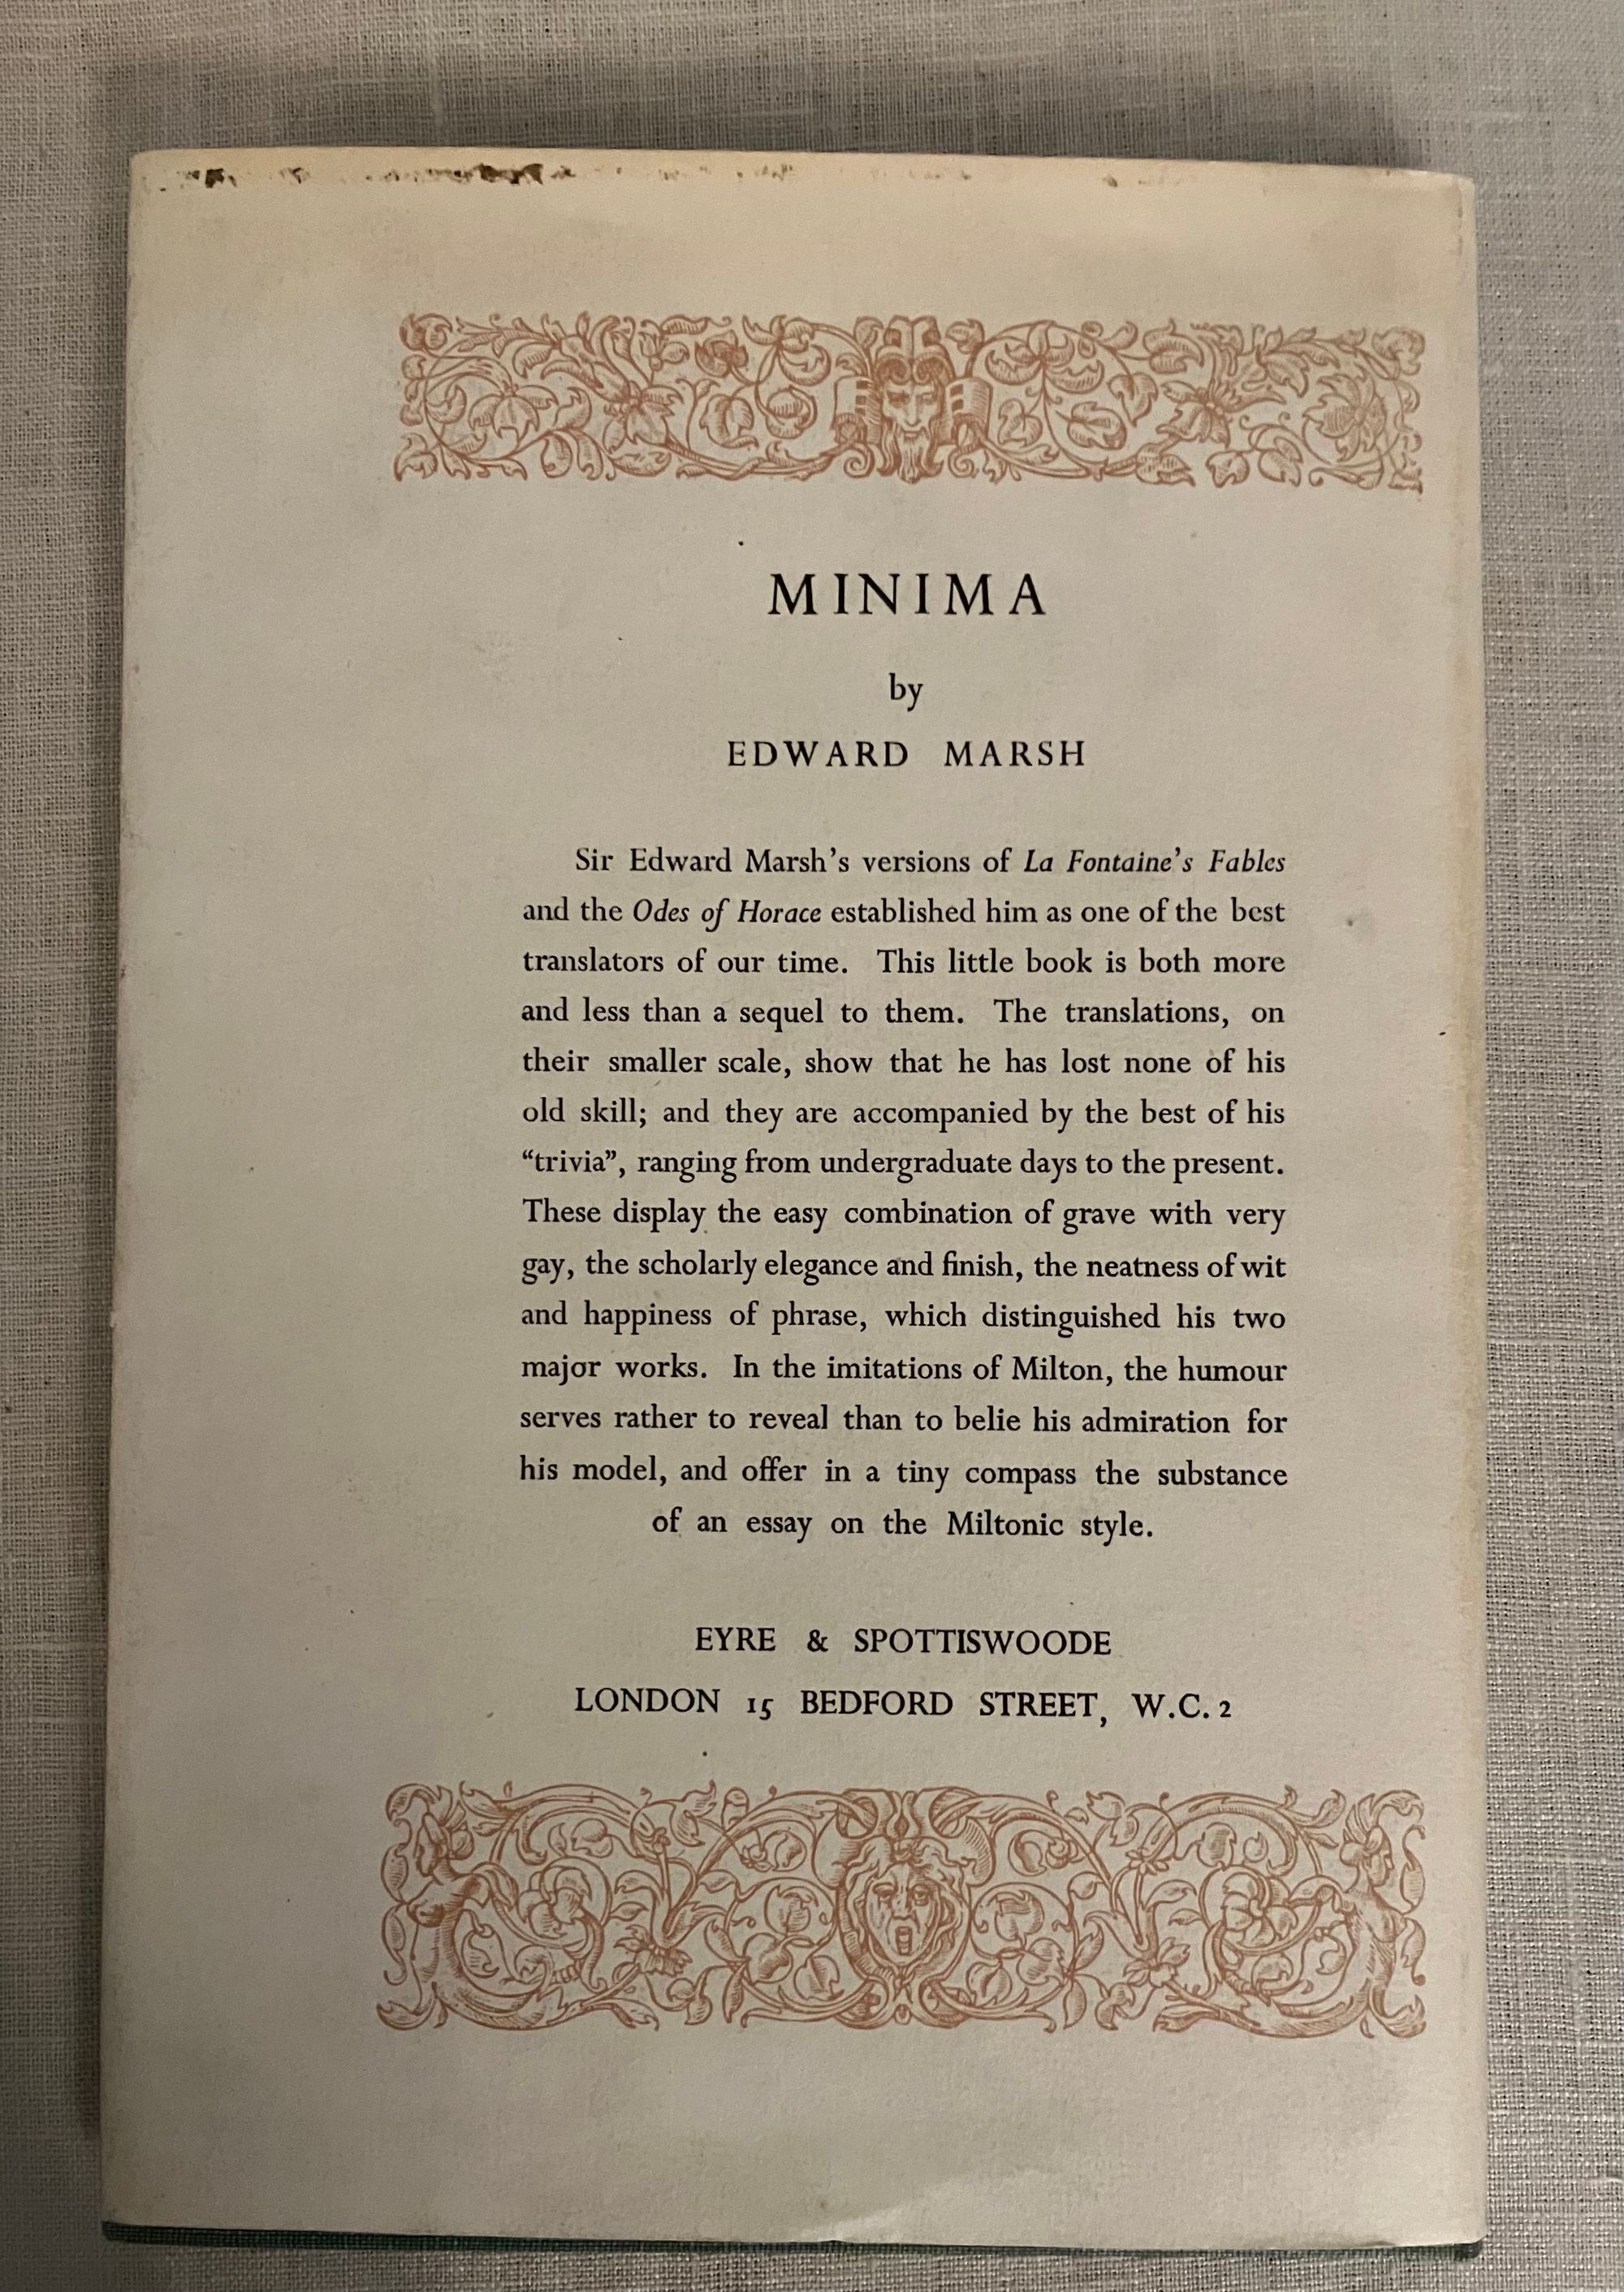 MINIMA
by
EDWARD MARSH
Sir Edward Marsh's versions of La Fontaine's Fables
and the Odes of Horace established him as one of the best
translators of our time. This little book is both more
and less than a sequel to them. The translations, on
their smaller scale, show that he has lost none of his
old skill; and they are accompanied by the best of his
“trivia”, ranging from undergraduate days to the present.
These display the easy combination of grave with very
gay, the scholarly elegance and finish, the neatness of wit
and happiness of phrase, which distinguished his two
major works. In the imitations of Milton, the humour
serves rather to reveal than to belie his admiration for
his model, and offer in a tiny compass the substance
of an essay on the Miltonic style.
EYRE & SPOTTISWOODE
LONDON 15 BEDFORD STREET, W.C. 2